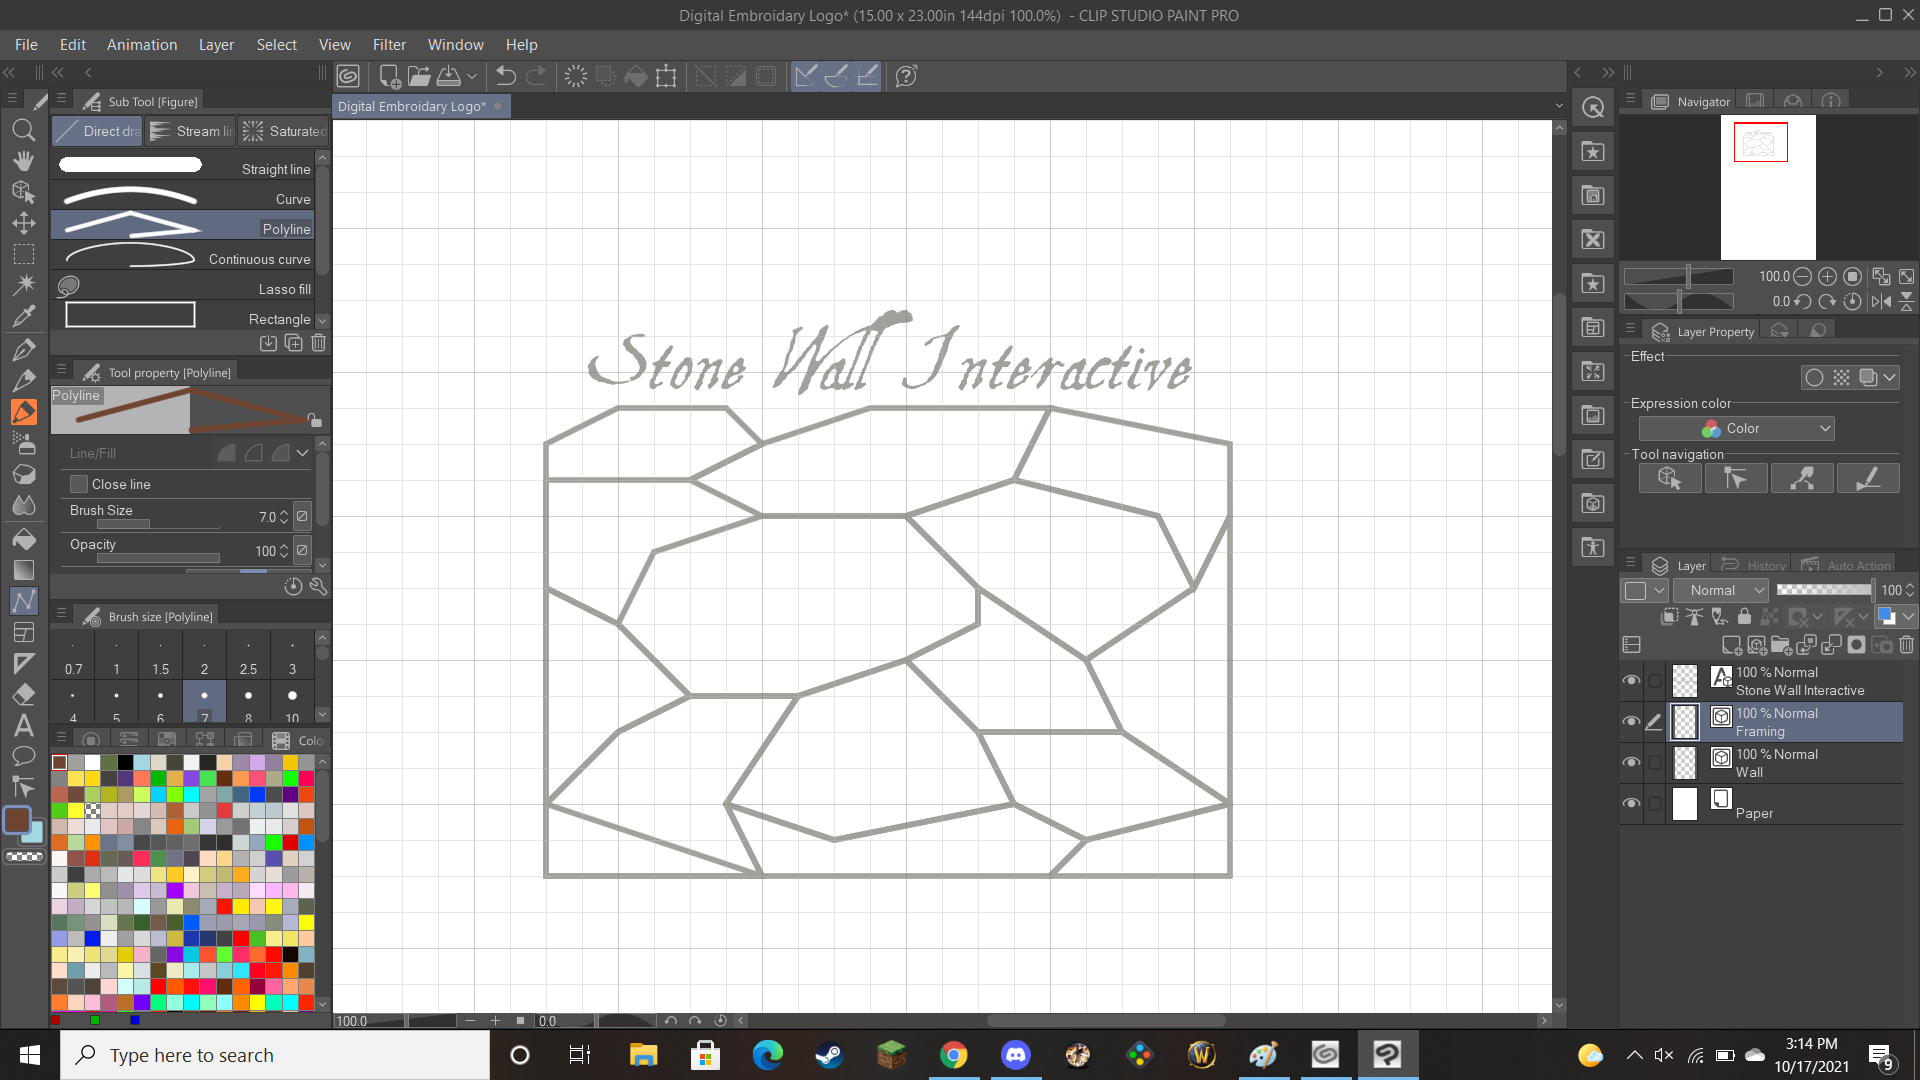 Digital Embroidary Logo* (15.00 x 23.00in 144dpi 100.0%)  - CLIP STUDIO PAINT PRO
File Edit Animation Layer Select View Filter Window Help
Sub Tool [Figure]
Direct dra
Stream lin
Saturated
Straight line
Curve
Polyline
Continuous curve
Lasso fill
Rectangle
Tool property [Polyline]
Polyline
Line/Fill
Close line
Brush Size 7.0
Opacity 100
Brush size [Polyline]
0.7 1 1.5 2 2.5 3
4 5 6 7 8 10
Colo
Digital Embroidary Logo*
Stone Wall Interactive
100.0
0.0
Navigator
100.0
0.0
Layer Property
Effect
Expression color
Color
Tool navigation
Layer History Auto Action
Normal 100
100 % Normal
Stone Wall Interactive
100 % Normal
Framing
100 % Normal
Wall
Paper
Type here to search
3:14 PM
10/17/2021
9